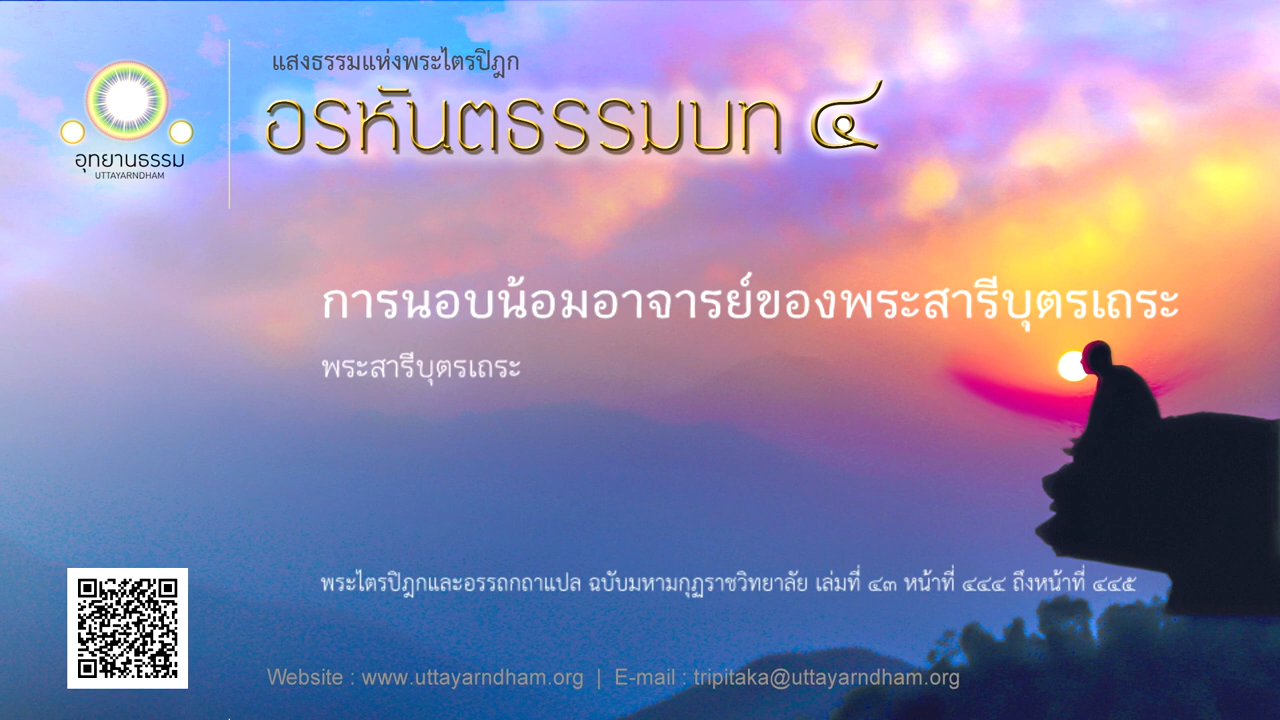 แสงธรรมแห่งพระไตรปิฎก
อรหันตธรรมบท ๔
อุทยานธรรม
UTTAYARNDHAM
การนอบน้อมอาจารย์ของพระสารีบุตรเถระ
พระสารีบุตรเถระ
พระไตรปิฎกและอรรถกถาแปล ฉบับมหามกุฏราชวิทยาลัย เล่มที่ ๔๓ หน้าที่ ๔๔๔ ถึงหน้าที่ ๔๔๕
Website : www.uttayarndham.org | E-mail : tripitaka@uttayarndham.org